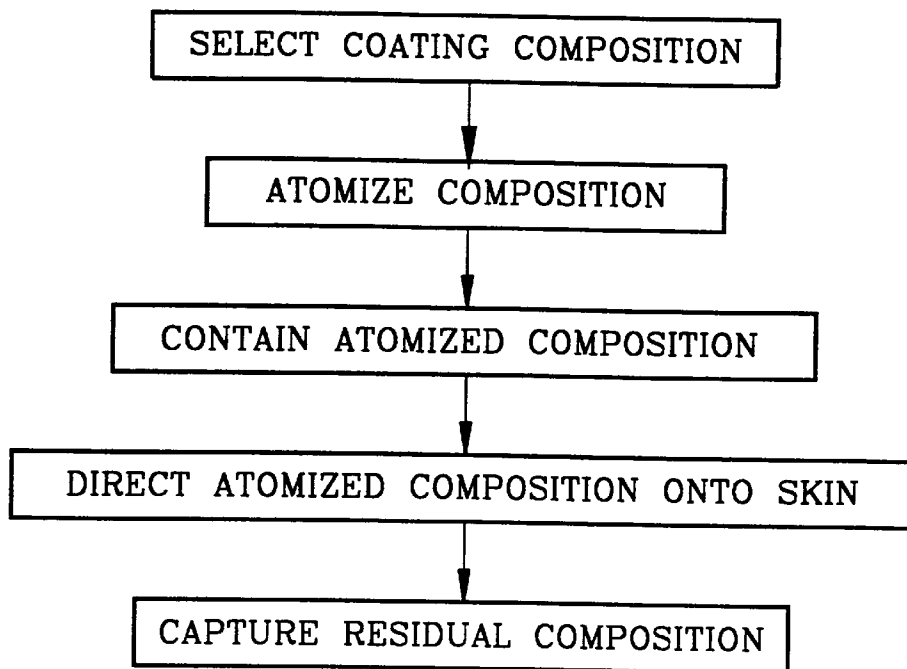 SELECT COATING COMPOSITION
ATOMIZE COMPOSITION
CONTAIN ATOMIZED COMPOSITION
DIRECT ATOMIZED COMPOSITION ONTO SKIN
CAPTURE RESIDUAL COMPOSITION